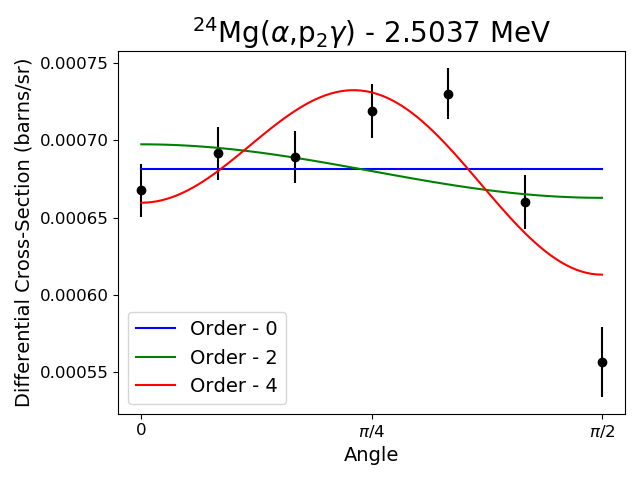 ²⁴Mg(α,p₂γ) - 2.5037 MeV
Differential Cross-Section (barns/sr)
0.00075
0.00070
0.00065
0.00060
0.00055
Order - 0
Order - 2
Order - 4
0 π/4 π/2
Angle